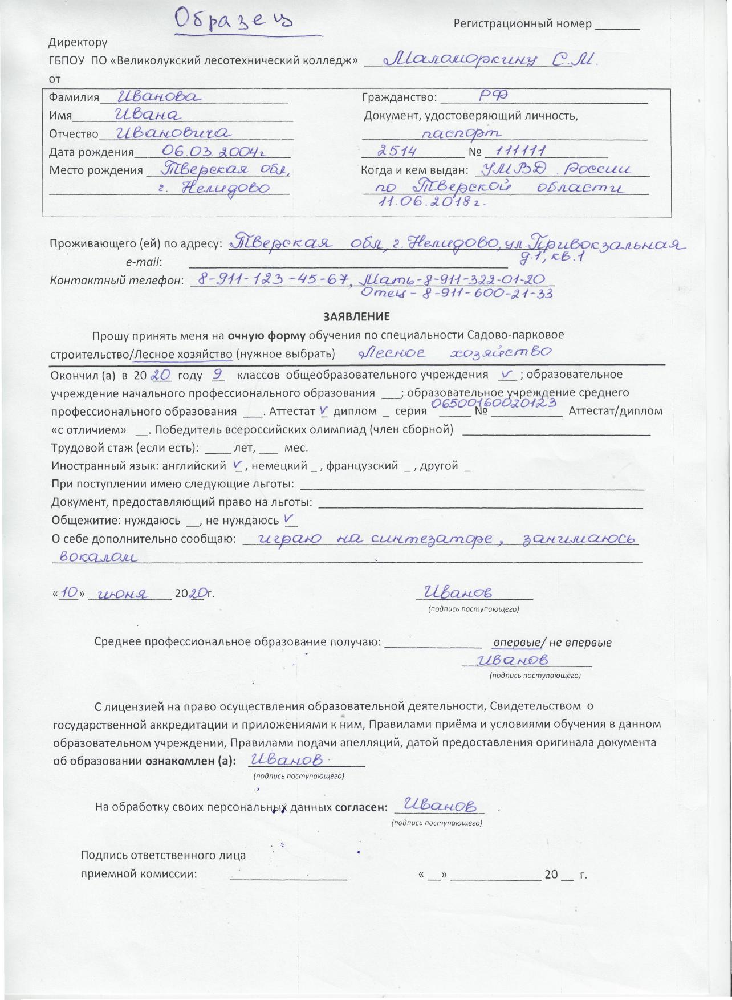 Образец
Регистрационный номер _______
Директору
ГБПОУ ПО «Великолукский лесотехнический колледж» Маломоркину С.М.
от
Фамилия Иванова Гражданство: РФ
Имя Ивана Документ, удостоверяющий личность,
Отчество Ивановича паспорт
Дата рождения 06.03.2004г 2514 № 111111
Место рождения Тверская обл, Когда и кем выдан: УМВД России
г. Нелидово по Тверской области
11.06.2018г.
Проживающего (ей) по адресу: Тверская обл, г. Нелидово, ул.Привокзальная
д.1, кв.1
e-mail:
Контактный телефон: 8-911-123-45-67, Мать-8-911-322-01-20
Отец - 8-911-600-21-33
ЗАЯВЛЕНИЕ
Прошу принять меня на очную форму обучения по специальности Садово-парковое
строительство/Лесное хозяйство (нужное выбрать) Лесное хозяйство
Окончил (а) в 2020 году 9 классов общеобразовательного учреждения v ; образовательное
учреждение начального профессионального образования ___; образовательное учреждение среднего
06500160020123
профессионального образования ___. Аттестат v диплом _ серия _____ № ___________ Аттестат/диплом
«с отличием» __. Победитель всероссийских олимпиад (член сборной)
Трудовой стаж (если есть): ____ лет, ___ мес.
Иностранный язык: английский v , немецкий _ , французский _ , другой _
При поступлении имею следующие льготы:
Документ, предоставляющий право на льготы:
Общежитие: нуждаюсь __, не нуждаюсь v
О себе дополнительно сообщаю: играю на синтезаторе, занимаюсь
вокалом
«10» июня 2020г. Иванов
(подпись поступающего)
Среднее профессиональное образование получаю: _______________ впервые/ не впервые
Иванов
(подпись поступающего)
С лицензией на право осуществления образовательной деятельности, Свидетельством о
государственной аккредитации и приложениями к ним, Правилами приёма и условиями обучения в данном
образовательном учреждении, Правилами подачи апелляций, датой предоставления оригинала документа
об образовании ознакомлен (а): Иванов
(подпись поступающего)
На обработку своих персональных данных согласен: Иванов
(подпись поступающего)
Подпись ответственного лица
приемной комиссии: __________________ « __» ______________ 20 __ г.